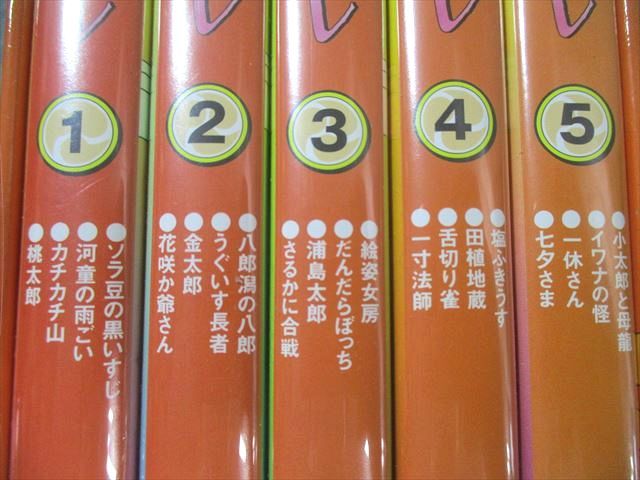 1
●ソラ豆の黒いすじ
●河童の雨ごい
●カチカチ山
●桃太郎
2
●八郎潟の八郎
●うぐいす長者
●金太郎
●花咲か爺さん
3
●絵姿女房
●だんだらぼっち
●浦島太郎
●さるかに合戦
4
●塩ふきうす
●田植地蔵
●舌切り雀
●一寸法師
5
●小太郎と母龍
●イワナの怪
●一休さん
●七夕さま